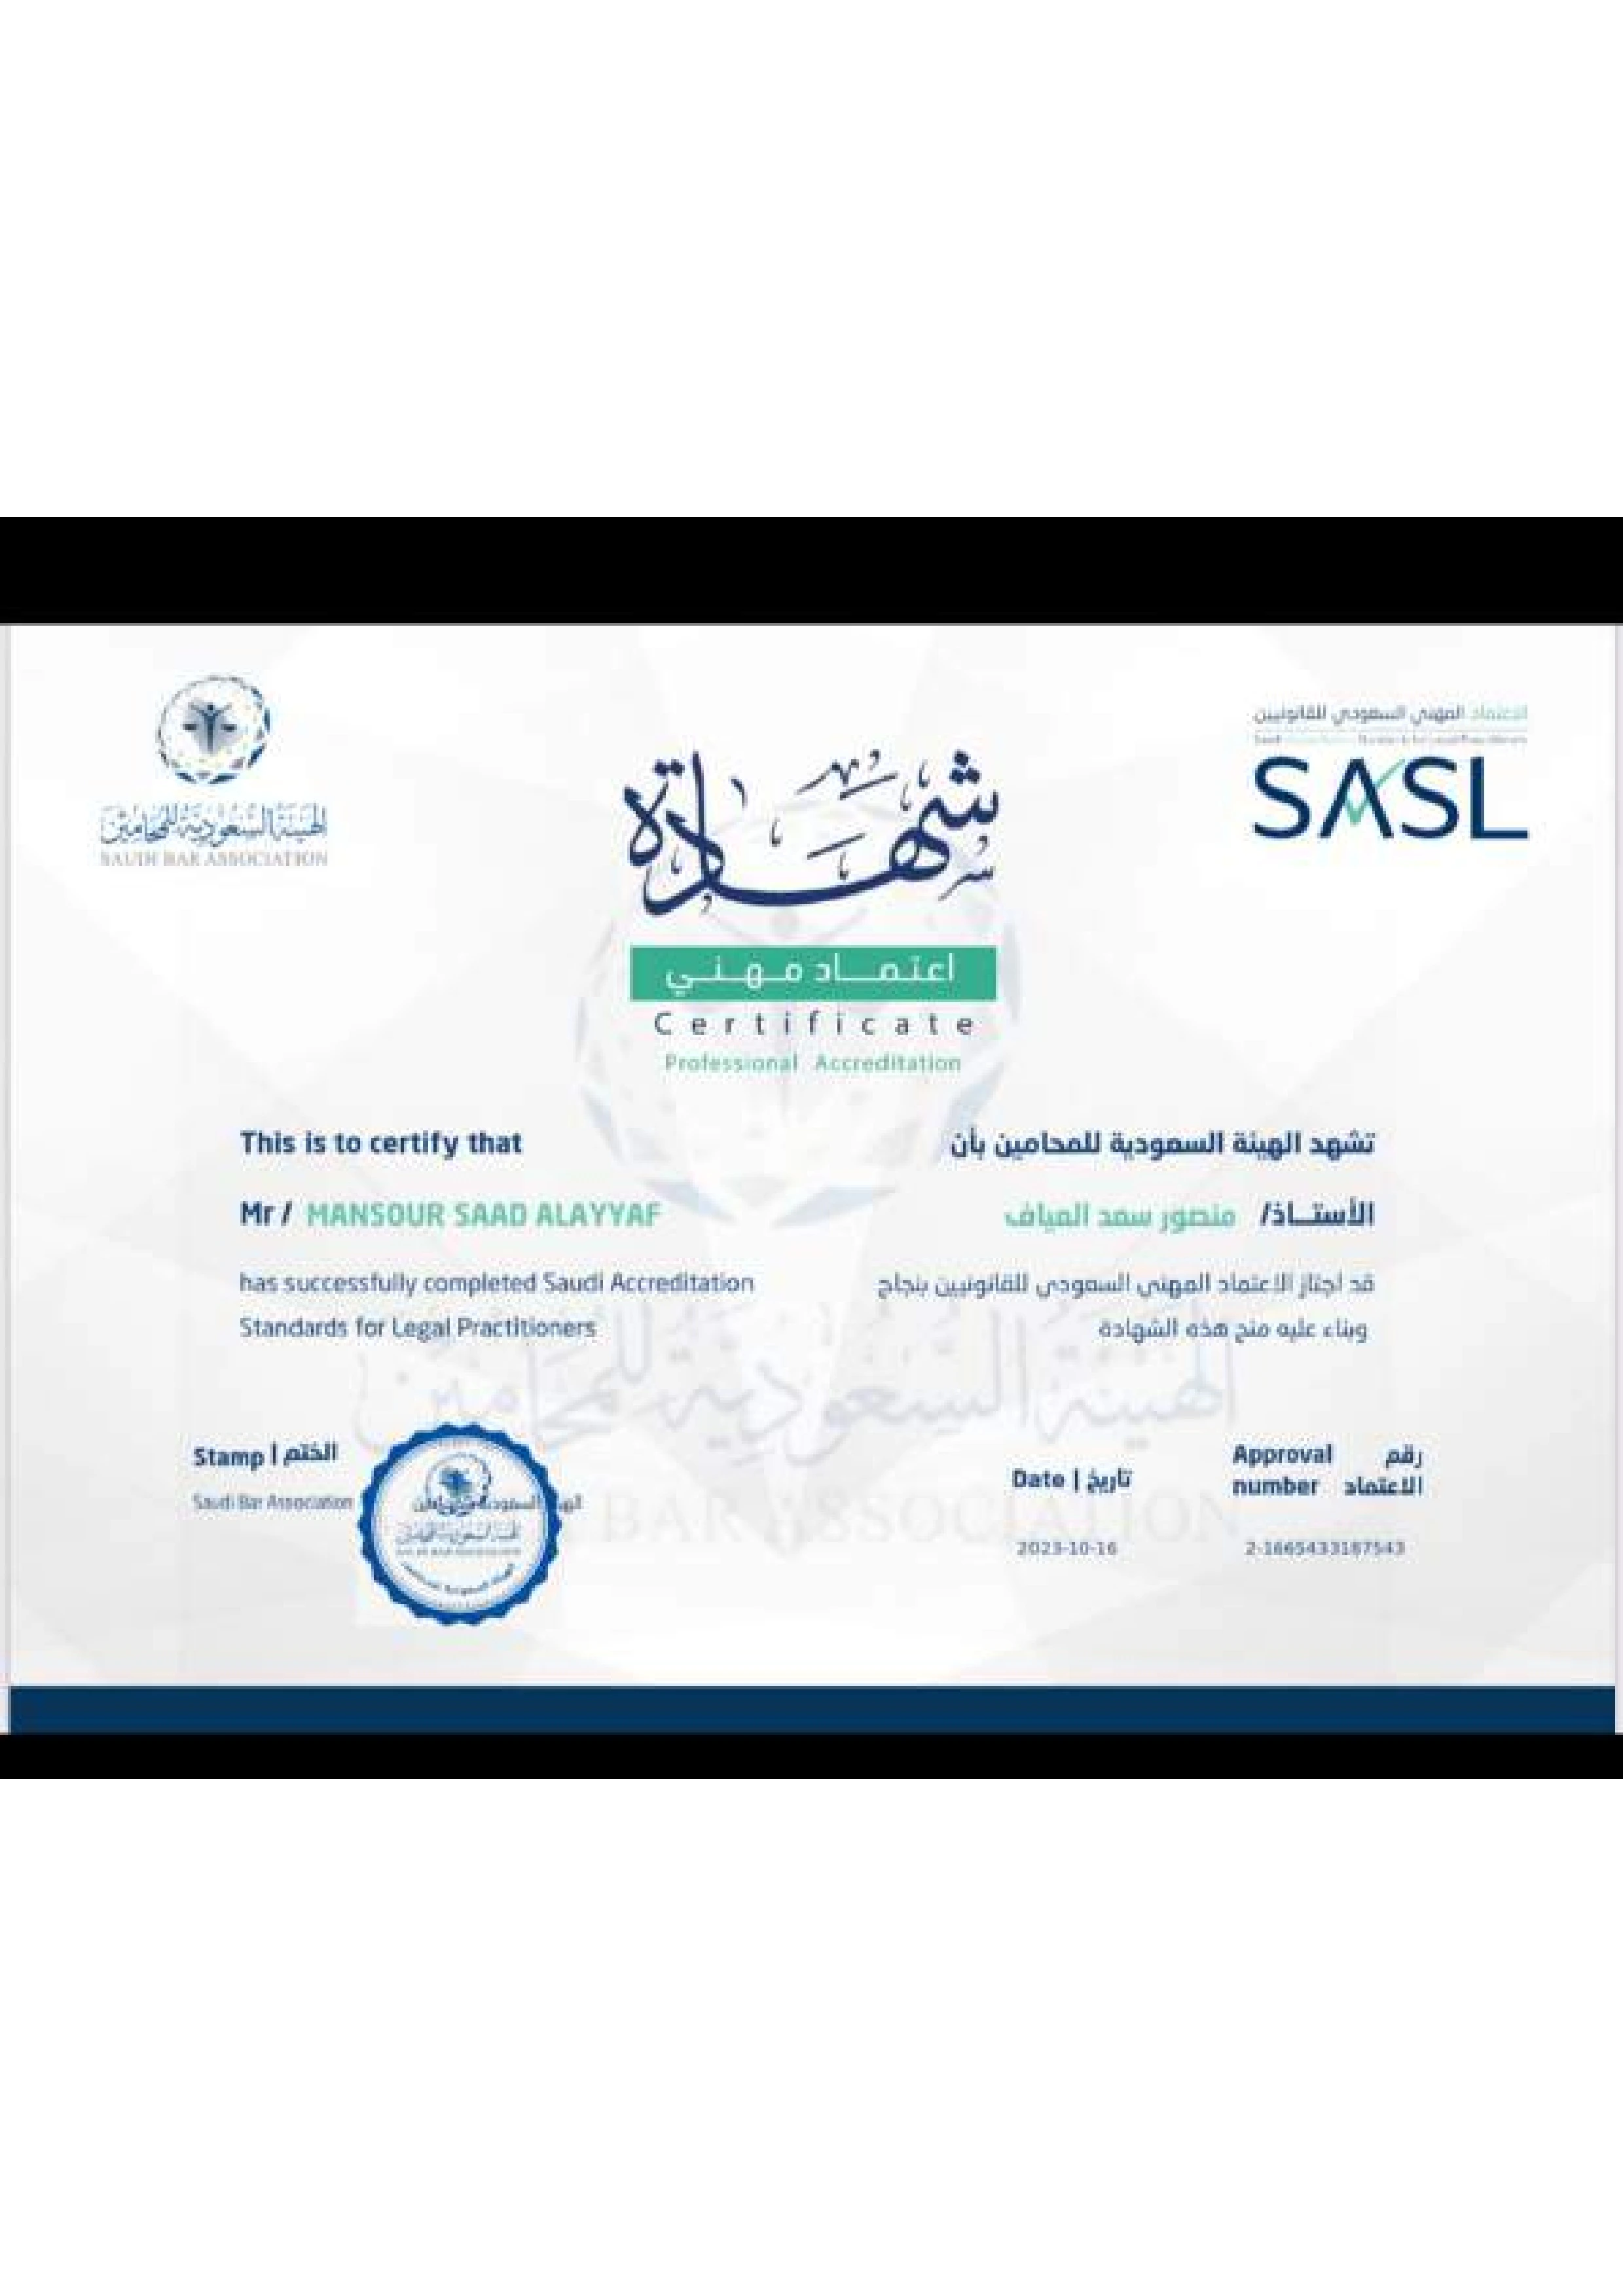 الهيئة السعودية للمحامين
SAUDI BAR ASSOCIATION
الاعتماد المهني السعودي للقانونيين
SASL
شهادة
اعتماد مهني
Certificate
Professional Accreditation
This is to certify that
تشهد الهيئة السعودية للمحامين بأن
Mr / MANSOUR SAAD ALAYYAF
الأستاذ/ منصور سعد العياف
has successfully completed Saudi Accreditation
Standards for Legal Practitioners
قد اجتاز الاعتماد المهني السعودي للقانونيين بنجاح
وبناء عليه منح هذه الشهادة
Stamp | الختم
Saudi Bar Association
Date | تاريخ
2023-10-16
Approval رقم
number الاعتماد
2-1665433187543